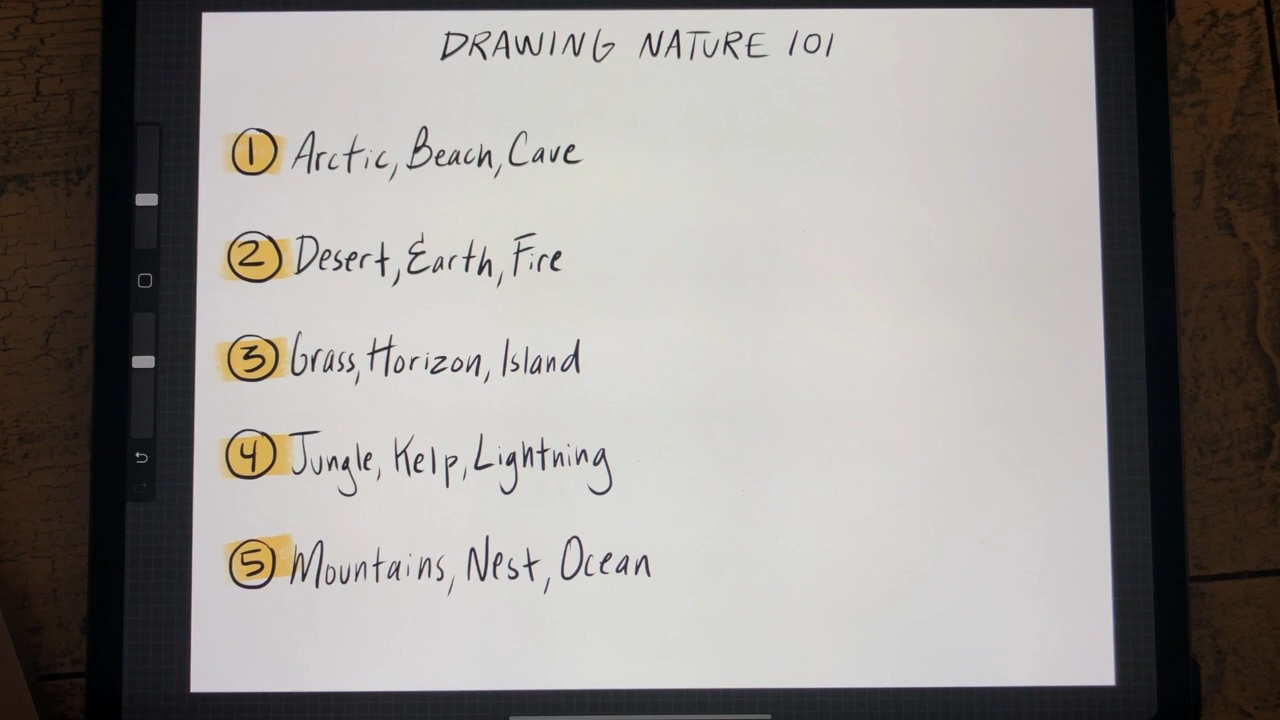 DRAWING NATURE 101
1 Arctic, Beach, Cave
2 Desert, Earth, Fire
3 Grass, Horizon, Island
4 Jungle, Kelp, Lightning
5 Mountains, Nest, Ocean